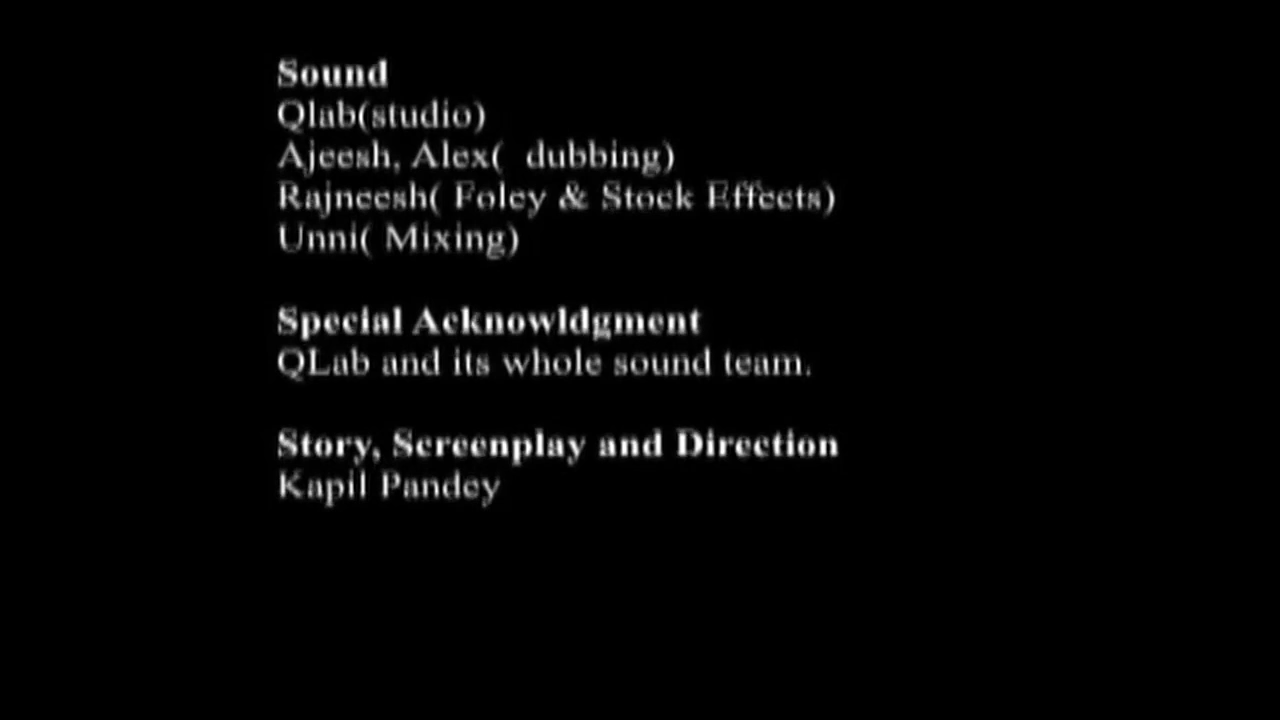 Sound
Qlab(studio)
Ajeesh, Alex(  dubbing)
Rajneesh( Foley & Stock Effects)
Unni( Mixing)
Special Acknowldgment
QLab and its whole sound team.
Story, Screenplay and Direction
Kapil Pandey